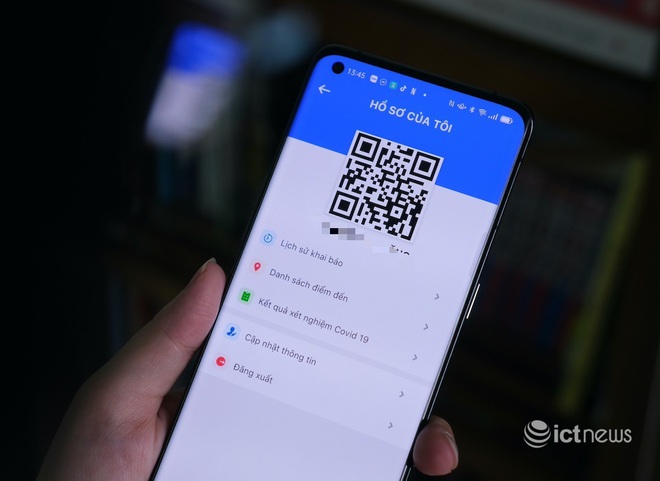 13:45
HỒ SƠ CỦA TÔI
Lịch sử khai báo
Danh sách điểm đến
Kết quả xét nghiệm Covid 19
Cập nhật thông tin
Đăng xuất
ictnews